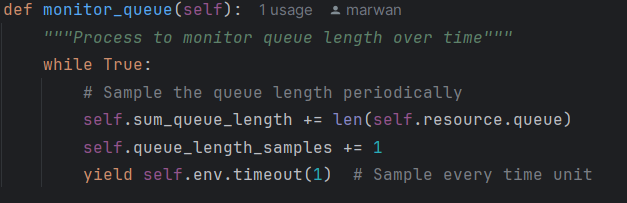 def monitor_queue(self):  1 usage  marwan
    """Process to monitor queue length over time"""
    while True:
        # Sample the queue length periodically
        self.sum_queue_length += len(self.resource.queue)
        self.queue_length_samples += 1
        yield self.env.timeout(1)  # Sample every time unit